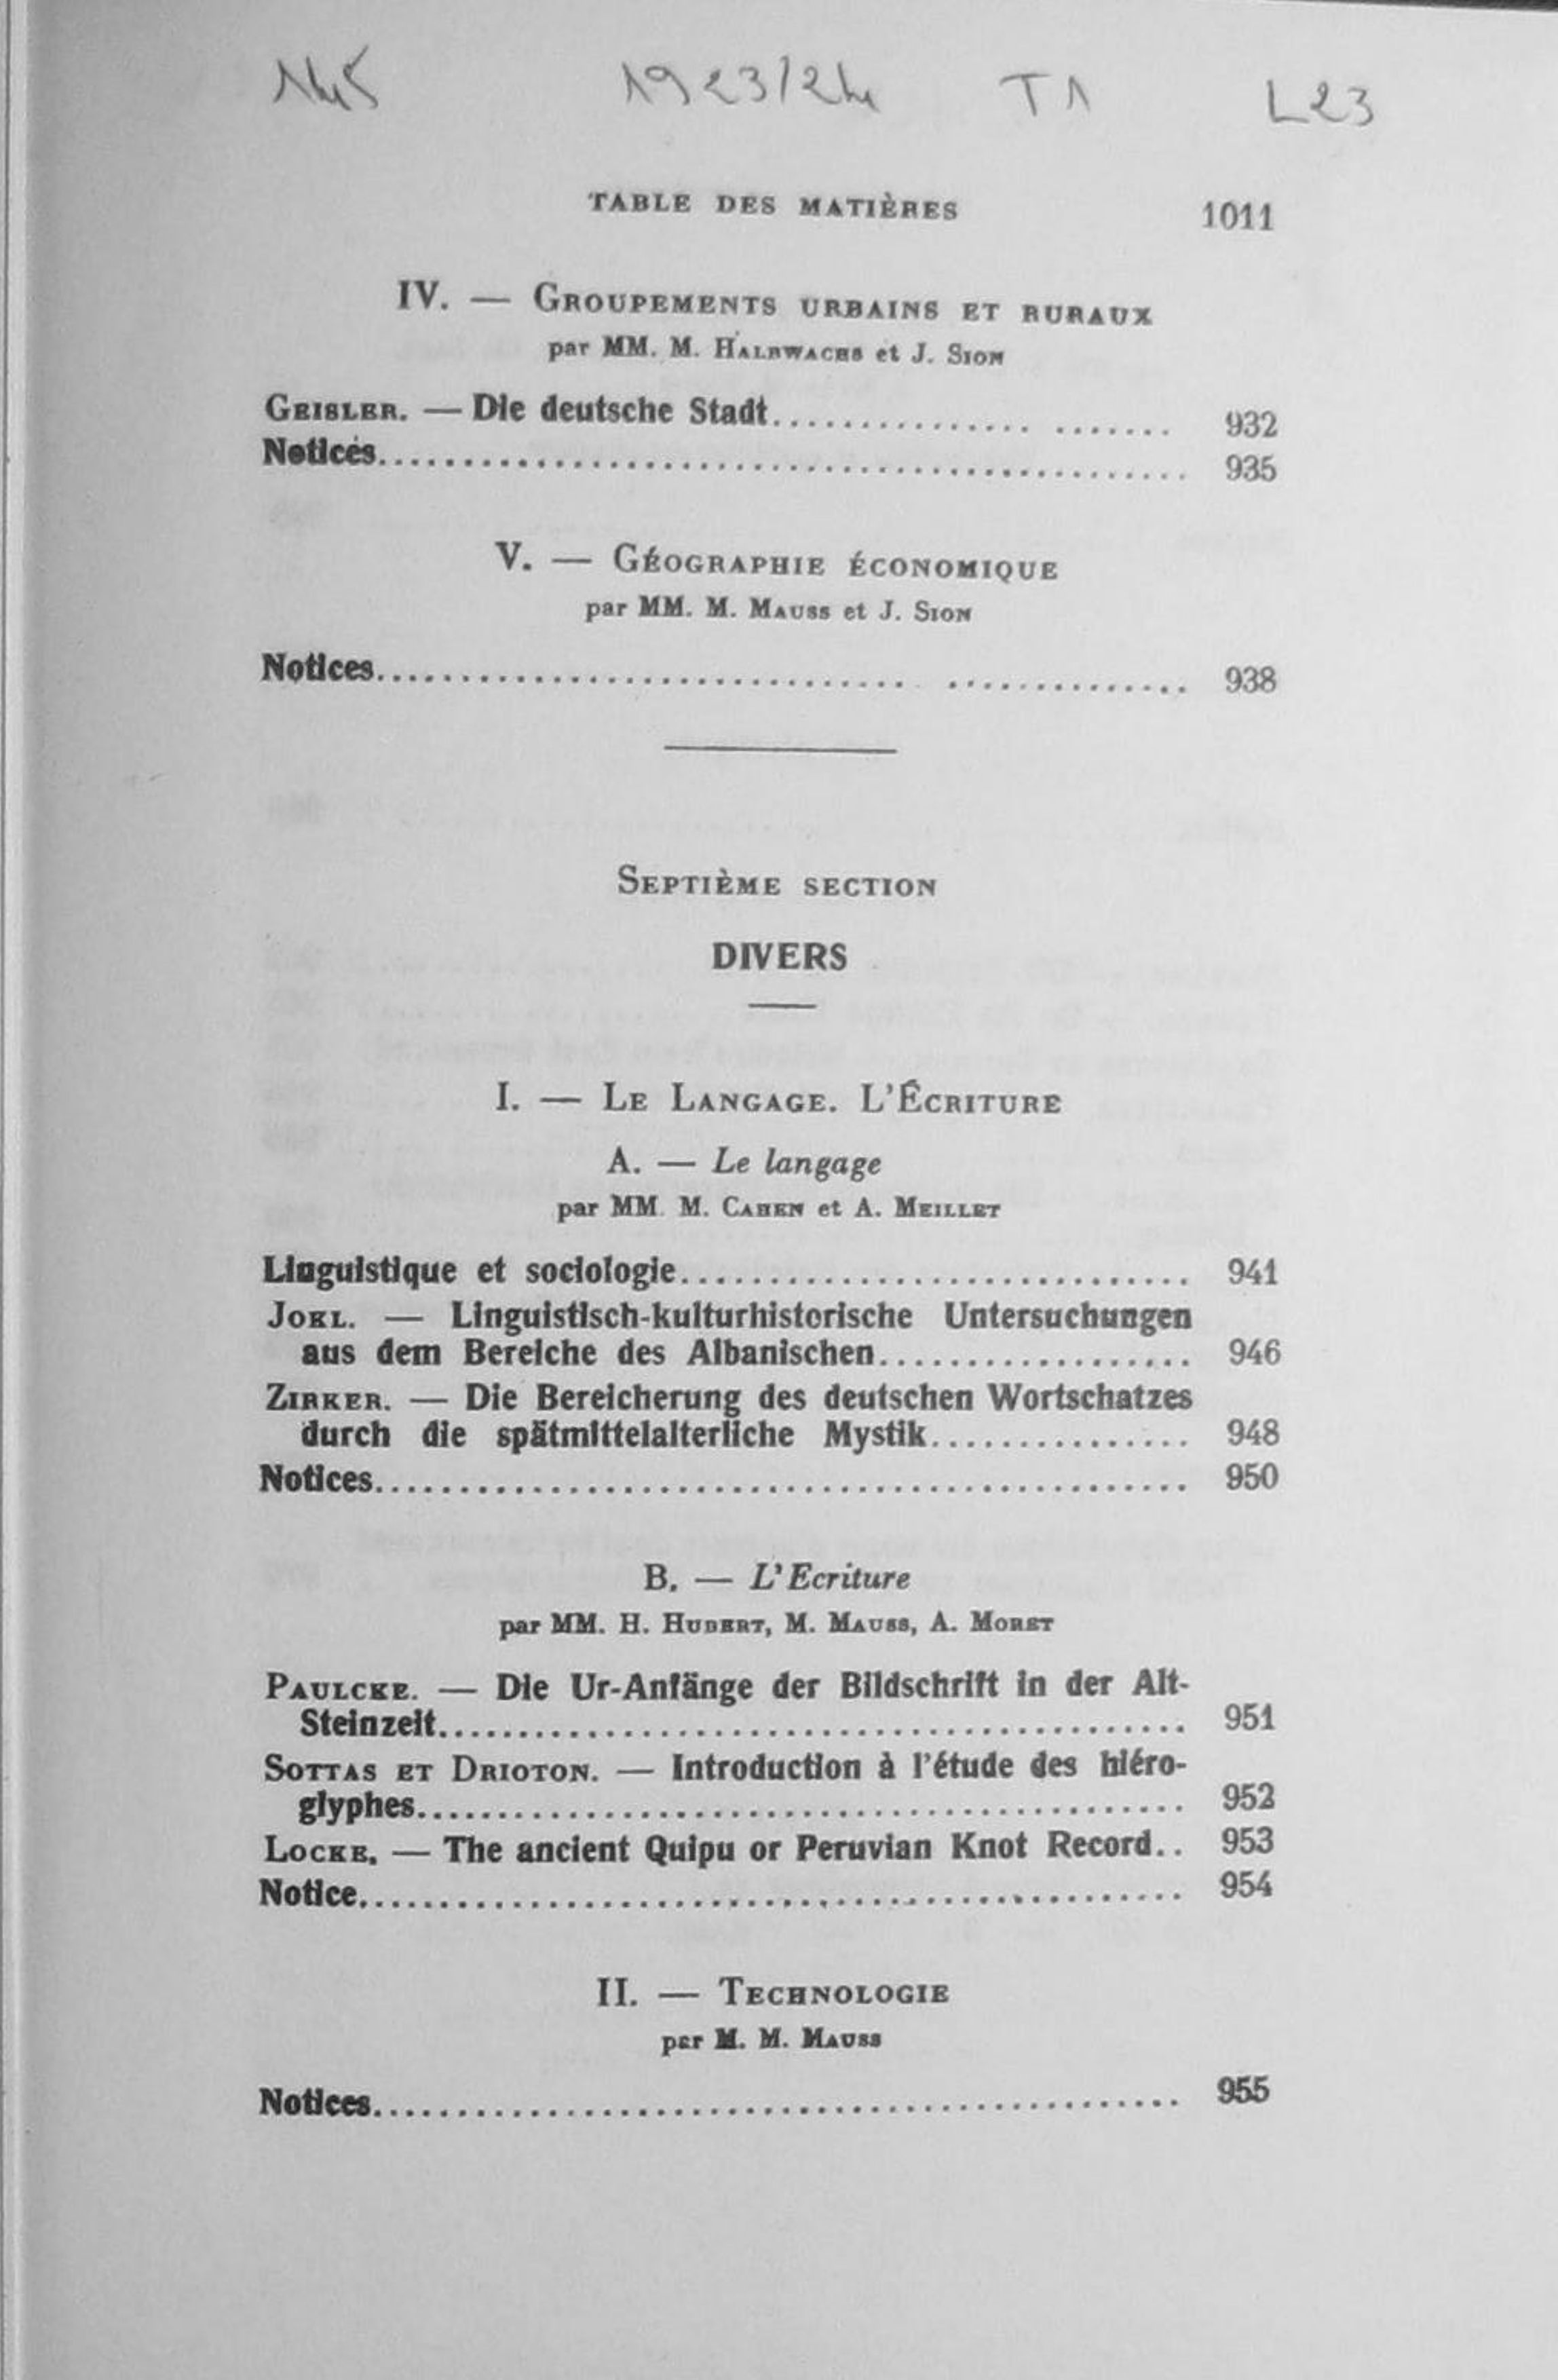 145 1923/24 T1 L23
TABLE DES MATIÈRES 1011
IV. — GROUPEMENTS URBAINS ET RURAUX
par MM. M. HALBWACHS et J. SION
GEISLER. — Die deutsche Stadt...................... 932
Notices............................................. 935
V. — GÉOGRAPHIE ÉCONOMIQUE
par MM. M. MAUSS et J. SION
Notices............................................. 938
SEPTIÈME SECTION
DIVERS
I. — LE LANGAGE. L'ÉCRITURE
A. — Le langage
par MM. M. CAHEN et A. MEILLET
Linguistique et sociologie............................ 941
JOKL. — Linguistisch-kulturhistorische Untersuchungen
aus dem Bereiche des Albanischen.................. 946
ZIRKER. — Die Bereicherung des deutschen Wortschatzes
durch die spätmittelalterliche Mystik............... 948
Notices............................................. 950
B. — L'Ecriture
par MM. H. HUBERT, M. MAUSS, A. MORET
PAULCKE. — Die Ur-Anfänge der Bildschrift in der Alt-
Steinzeit.......................................... 951
SOTTAS ET DRIOTON. — Introduction à l'étude des hiéro-
glyphes........................................... 952
LOCKE. — The ancient Quipu or Peruvian Knot Record.. 953
Notice.............................................. 954
II. — TECHNOLOGIE
par M. M. MAUSS
Notices............................................. 955